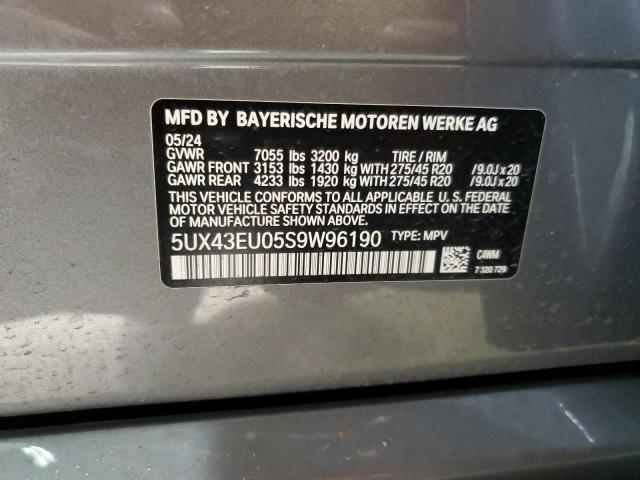 MFD BY BAYERISCHE MOTOREN WERKE AG
05/24
GVWR 7055 lbs 3200 kg TIRE / RIM
GAWR FRONT 3153 lbs 1430 kg WITH 275/45 R20 /9.0J x 20
GAWR REAR 4233 lbs 1920 kg WITH 275/45 R20 /9.0J x 20
THIS VEHICLE CONFORMS TO ALL APPLICABLE U. S. FEDERAL
MOTOR VEHICLE SAFETY STANDARDS IN EFFECT ON THE DATE
OF MANUFACTURE SHOWN ABOVE.
5UX43EU05S9W96190 TYPE: MPV
C4WM
7 320 729